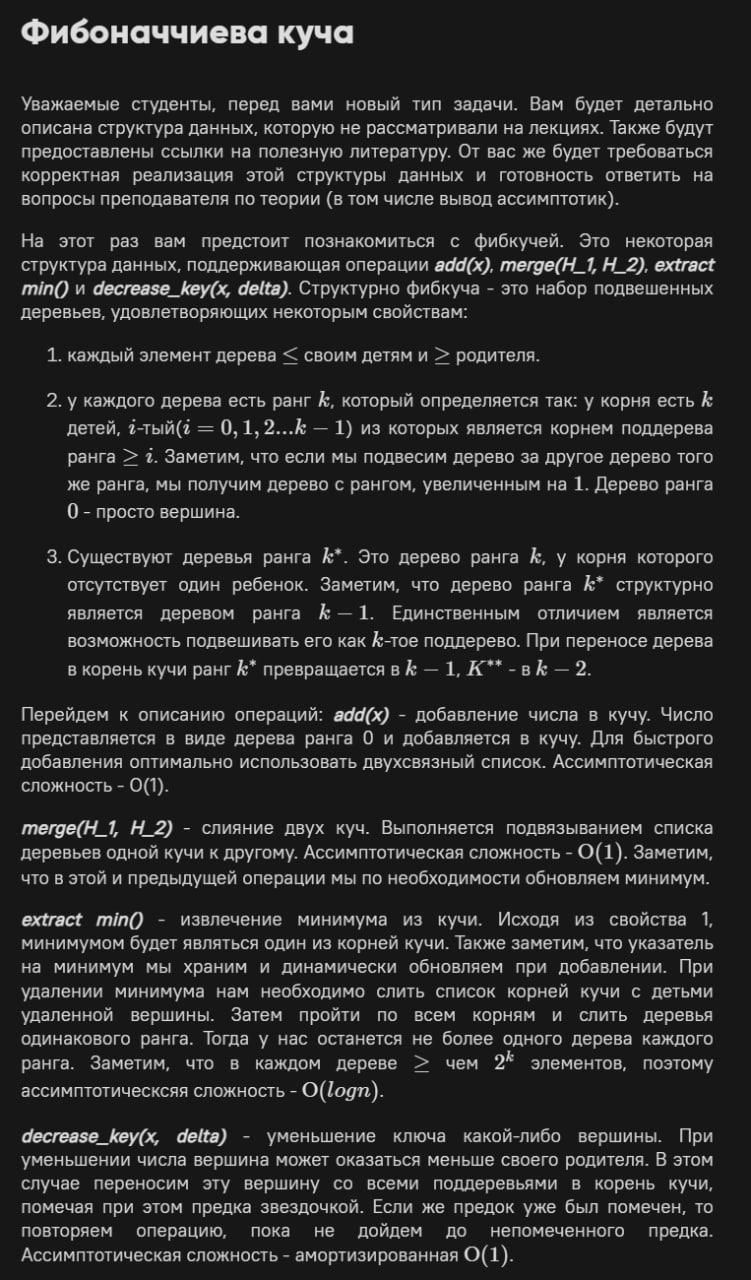 Фибоначчиева куча
Уважаемые студенты, перед вами новый тип задачи. Вам будет детально
описана структура данных, которую не рассматривали на лекциях. Также будут
предоставлены ссылки на полезную литературу. От вас же будет требоваться
корректная реализация этой структуры данных и готовность ответить на
вопросы преподавателя по теории (в том числе вывод ассимптотик).
На этот раз вам предстоит познакомиться с фибкучей. Это некоторая
структура данных, поддерживающая операции add(x), merge(H_1, H_2), extract
min() и decrease_key(x, delta). Структурно фибкуча - это набор подвешенных
деревьев, удовлетворяющих некоторым свойствам:
1. каждый элемент дерева ≤ своим детям и ≥ родителя.
2. у каждого дерева есть ранг k, который определяется так: у корня есть k
детей, i-тый(i = 0, 1, 2...k − 1) из которых является корнем поддерева
ранга ≥ i. Заметим, что если мы подвесим дерево за другое дерево того
же ранга, мы получим дерево с рангом, увеличенным на 1. Дерево ранга
0 - просто вершина.
3. Существуют деревья ранга k*. Это дерево ранга k, у корня которого
отсутствует один ребенок. Заметим, что дерево ранга k* структурно
является деревом ранга k − 1. Единственным отличием является
возможность подвешивать его как k-тое поддерево. При переносе дерева
в корень кучи ранг k* превращается в k − 1, K** - в k − 2.
Перейдем к описанию операций: add(x) - добавление числа в кучу. Число
представляется в виде дерева ранга 0 и добавляется в кучу. Для быстрого
добавления оптимально использовать двухсвязный список. Ассимптотическая
сложность - O(1).
merge(H_1, H_2) - слияние двух куч. Выполняется подвязыванием списка
деревьев одной кучи к другому. Ассимптотическая сложность - O(1). Заметим,
что в этой и предыдущей операции мы по необходимости обновляем минимум.
extract min() - извлечение минимума из кучи. Исходя из свойства 1,
минимумом будет являться один из корней кучи. Также заметим, что указатель
на минимум мы храним и динамически обновляем при добавлении. При
удалении минимума нам необходимо слить список корней кучи с детьми
удаленной вершины. Затем пройти по всем корням и слить деревья
одинакового ранга. Тогда у нас останется не более одного дерева каждого
ранга. Заметим, что в каждом дереве ≥ чем 2^k элементов, поэтому
ассимптотическсяя сложность - O(logn).
decrease_key(x, delta) - уменьшение ключа какой-либо вершины. При
уменьшении числа вершина может оказаться меньше своего родителя. В этом
случае переносим эту вершину со всеми поддеревьями в корень кучи,
помечая при этом предка звездочкой. Если же предок уже был помечен, то
повторяем операцию, пока не дойдем до непомеченного предка.
Ассимптотическая сложность - амортизированная O(1).